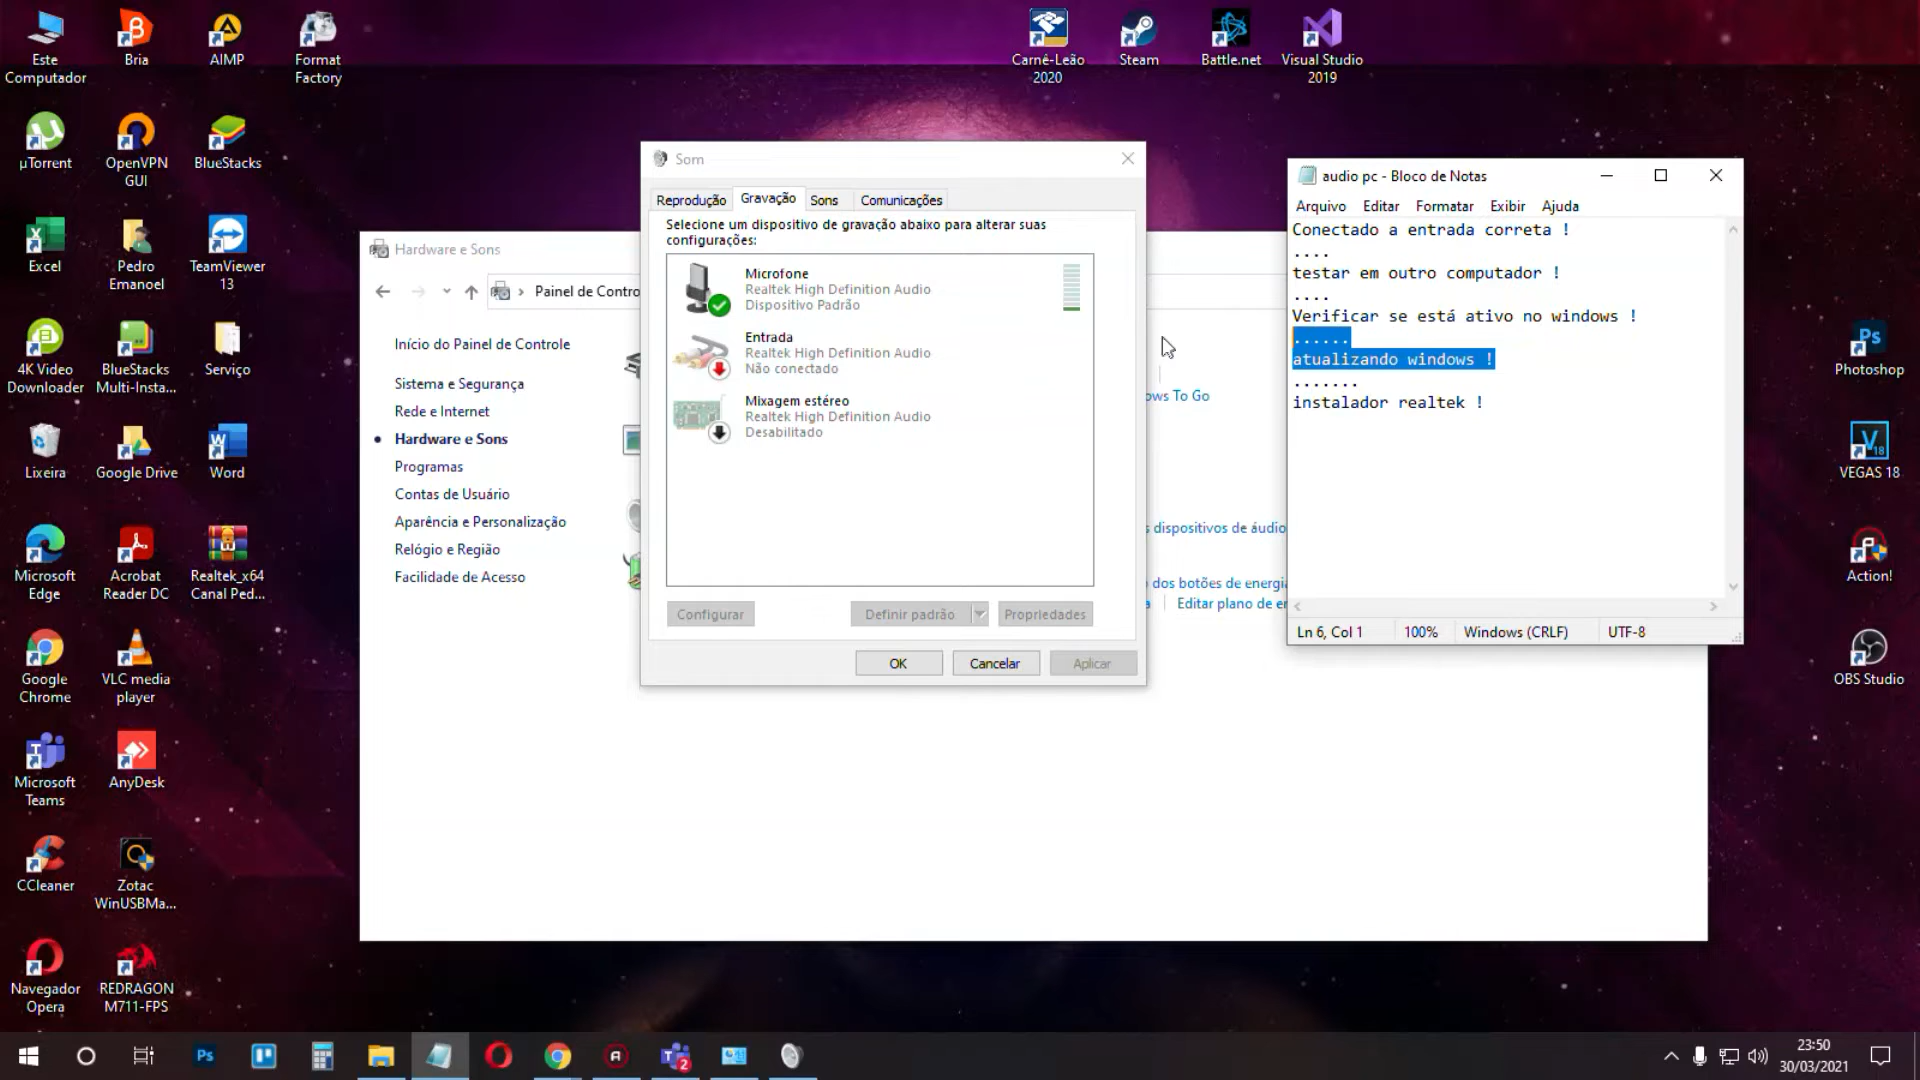 Este
Computador
Bria
AIMP
Format
Factory
Carnê-Leão
2020
Steam
Battle.net
Visual Studio
2019
µTorrent
OpenVPN
GUI
BlueStacks
Excel
Pedro
Emanoel
TeamViewer
13
4K Video
Downloader
BlueStacks
Multi-Insta...
Serviço
Lixeira
Google Drive
Word
Microsoft
Edge
Acrobat
Reader DC
Realtek_x64
Canal Ped...
Google
Chrome
VLC media
player
Microsoft
Teams
AnyDesk
CCleaner
Zotac
WinUSBMa...
Navegador
Opera
REDRAGON
M711-FPS
Hardware e Sons
Painel de Contro
Início do Painel de Controle
Sistema e Segurança
Rede e Internet
Hardware e Sons
Programas
Contas de Usuário
Aparência e Personalização
Relógio e Região
Facilidade de Acesso
ows To Go
s dispositivos de áudio
dos botões de energia
Editar plano de en
Som
Reprodução
Gravação
Sons
Comunicações
Selecione um dispositivo de gravação abaixo para alterar suas
configurações:
Microfone
Realtek High Definition Audio
Dispositivo Padrão
Entrada
Realtek High Definition Audio
Não conectado
Mixagem estéreo
Realtek High Definition Audio
Desabilitado
Configurar
Definir padrão
Propriedades
OK
Cancelar
Aplicar
audio pc - Bloco de Notas
Arquivo Editar Formatar Exibir Ajuda
Conectado a entrada correta !
....
testar em outro computador !
....
Verificar se está ativo no windows !
......
atualizando windows !
.......
instalador realtek !
Ln 6, Col 1
100%
Windows (CRLF)
UTF-8
Ps
Photoshop
VEGAS 18
Action!
OBS Studio
Ps
2
23:50
30/03/2021